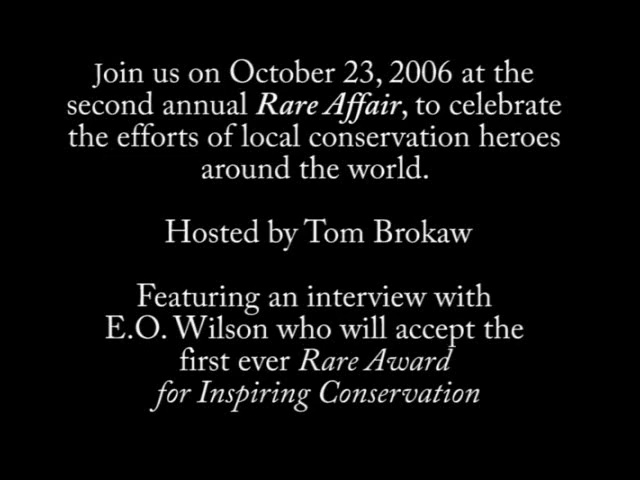 Join us on October 23, 2006 at the
second annual Rare Affair, to celebrate
the efforts of local conservation heroes
around the world.
Hosted by Tom Brokaw
Featuring an interview with
E.O. Wilson who will accept the
first ever Rare Award
for Inspiring Conservation